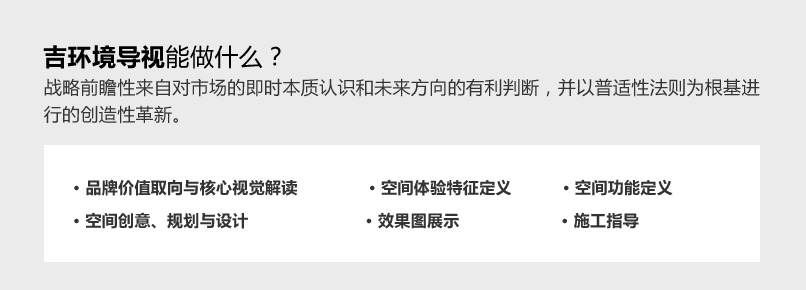 吉环境导视能做什么？
战略前瞻性来自对市场的即时本质认识和未来方向的有利判断，并以普适性法则为根基进
行的创造性革新。
• 品牌价值取向与核心视觉解读 • 空间体验特征定义 • 空间功能定义
• 空间创意、规划与设计 • 效果图展示 • 施工指导